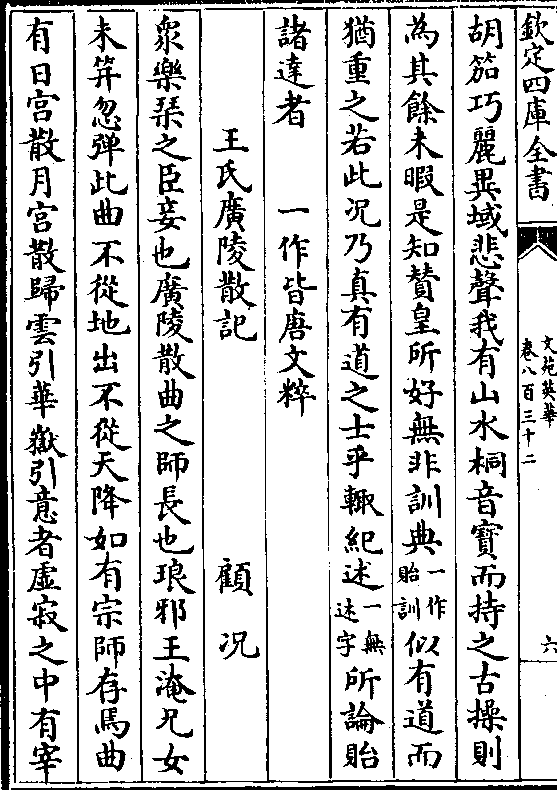 欽定四庫全書
文苑英華
卷八百三十二
六
胡笳巧麗異域悲聲我有山水桐音寳而持之古操則
為其餘未暇是知賛皇所好無非訓典一作貽訓似有道而
猶重之若此况乃真有道之士乎輙紀述一無述字所論貽
諸達者 一作皆唐文粹
王氏廣陵散記 顧況
衆樂琴之臣妾也廣陵散曲之師長也琅邪王淹兄女
未笄忽彈此曲不從地出不從天降如有宗師存焉曲
有日宫散月宫散歸雲引華嶽引意者虛寂之中有宰